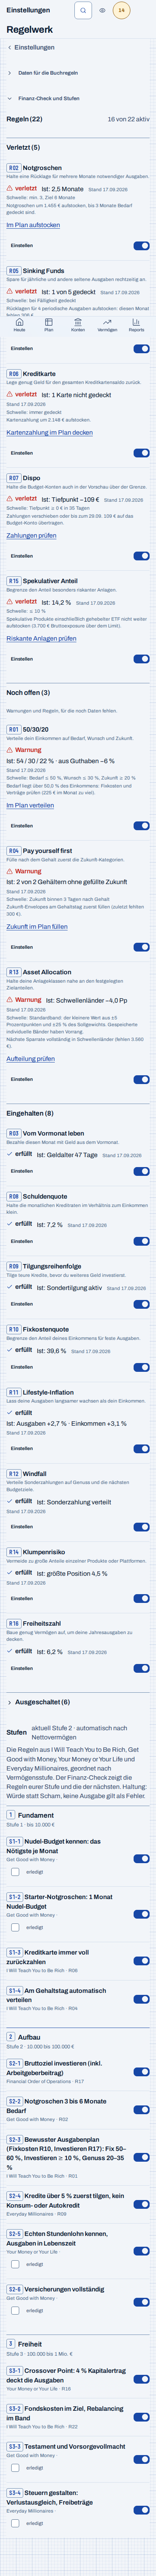 Einstellungen
14
Regelwerk
Einstellungen
Daten für die Buchregeln
Finanz-Check und Stufen
Regeln (22) 16 von 22 aktiv
Verletzt (5)
R02 Notgroschen
Halte eine Rücklage für mehrere Monate notwendiger Ausgaben.
verletzt Ist: 2,5 Monate Stand 17.09.2026
Schwelle: min. 3, Ziel 6 Monate
Notgroschen um 1.455 € aufstocken, bis 3 Monate Bedarf
gedeckt sind.
Im Plan aufstocken
Einstellen
R05 Sinking Funds
Spare für jährliche und andere seltene Ausgaben rechtzeitig an.
verletzt Ist: 1 von 5 gedeckt Stand 17.09.2026
Schwelle: bei Fälligkeit gedeckt
Rücklagen für 4 periodische Ausgaben aufstocken: diesen Monat
Heute
Plan
Konten
Vermögen
Reports
Einstellen
R06 Kreditkarte
Lege genug Geld für den gesamten Kreditkartensaldo zurück.
verletzt Ist: 1 Karte nicht gedeckt
Stand 17.09.2026
Schwelle: immer gedeckt
Kartenzahlung um 2.148 € aufstocken.
Kartenzahlung im Plan decken
Einstellen
R07 Dispo
Halte die Budget-Konten auch in der Vorschau über der Grenze.
verletzt Ist: Tiefpunkt −109 € Stand 17.09.2026
Schwelle: Tiefpunkt ≥ 0 € in 35 Tagen
Zahlungen verschieben oder bis zum 28.09. 109 € auf das
Budget-Konto übertragen.
Zahlungen prüfen
Einstellen
R15 Spekulativer Anteil
Begrenze den Anteil besonders riskanter Anlagen.
verletzt Ist: 14,2 % Stand 17.09.2026
Schwelle: ≤ 10 %
Spekulative Positionen einschließlich gehebelter ETF nicht weiter
aufstocken
Riskante Anlagen prüfen
Einstellen
Noch offen (3)
Warnungen und Regeln, für die noch Daten fehlen.
R01 50/30/20
Verteile dein Einkommen auf Bedarf, Wunsch und Zukunft.
Warnung
Ist: 54 / 30 / 22 % · aus Guthaben −6 %
Stand 17.09.2026
Schwelle: Bedarf ≤ 50 %, Wunsch ≤ 30 %, Zukunft ≥ 20 %
Bedarf liegt über 50,0 % des Einkommens: Fixkosten und
Verträge prüfen (225 € im Monat zu viel).
Im Plan verteilen
Einstellen
R04 Pay yourself first
Fülle nach dem Gehalt zuerst die Zukunft-Kategorien.
Warnung
Ist: 2 von 2 Gehältern ohne gefüllte Zukunft
Stand 17.09.2026
Schwelle: Zukunft binnen 3 Tagen nach Gehalt
Zukunft-Envelopes am Gehaltstag zuerst füllen (zuletzt fehlten
300 €).
Zukunft im Plan füllen
Einstellen
R13 Asset Allocation
Halte deine Anlageklassen nahe an den festgelegten
Zielanteilen.
Warnung Ist: Schwellenländer −4,0 Pp
Stand 17.09.2026
Schwelle: Standardband: der kleinere Wert aus ±5
Prozentpunkten und ±25 % des Sollgewichts. Gespeicherte
individuelle Bänder haben Vorrang.
Nächste Sparrate vollständig in Schwellenländer (fehlen 3.560
€).
Aufteilung prüfen
Einstellen
Eingehalten (8)
R03 Vom Vormonat leben
Bezahle diesen Monat mit Geld aus dem Vormonat.
erfüllt Ist: Geldalter 47 Tage Stand 17.09.2026
Einstellen
R08 Schuldenquote
Halte die monatlichen Kreditraten im Verhältnis zum Einkommen
klein.
erfüllt Ist: 7,2 % Stand 17.09.2026
Einstellen
R09 Tilgungsreihenfolge
Tilge teure Kredite, bevor du weiteres Geld investierst.
erfüllt Ist: Sondertilgung aktiv Stand 17.09.2026
Einstellen
R10 Fixkostenquote
Begrenze den Anteil deines Einkommens für feste Ausgaben.
erfüllt Ist: 39,6 % Stand 17.09.2026
Einstellen
R11 Lifestyle-Inflation
Lass deine Ausgaben langsamer wachsen als dein Einkommen.
erfüllt
Ist: Ausgaben +2,7 % · Einkommen +3,1 %
Stand 17.09.2026
Einstellen
R12 Windfall
Verteile Sonderzahlungen auf Genuss und die nächsten
Budgetziele.
erfüllt Ist: Sonderzahlung verteilt
Stand 17.09.2026
Einstellen
R14 Klumpenrisiko
Vermeide zu große Anteile einzelner Produkte oder Plattformen.
erfüllt Ist: größte Position 4,5 %
Stand 17.09.2026
Einstellen
R16 Freiheitszahl
Baue genug Vermögen auf, um deine Jahresausgaben zu
decken.
erfüllt Ist: 6,2 % Stand 17.09.2026
Einstellen
Ausgeschaltet (6)
Stufen aktuell Stufe 2 · automatisch nach
Nettovermögen
Die Regeln aus I Will Teach You to Be Rich, Get
Good with Money, Your Money or Your Life und
Everyday Millionaires, geordnet nach
Vermögensstufe. Der Finanz-Check zeigt die
Regeln eurer Stufe und die der nächsten. Haltung:
Würde statt Scham, keine Ausgabe gilt als Fehler.
1 Fundament
Stufe 1 · bis 10.000 €
S1-1 Nudel-Budget kennen: das
Nötigste je Monat
Get Good with Money ·
erledigt
S1-2 Starter-Notgroschen: 1 Monat
Nudel-Budget
Get Good with Money ·
erledigt
S1-3 Kreditkarte immer voll
zurückzahlen
I Will Teach You to Be Rich · R06
S1-4 Am Gehaltstag automatisch
verteilen
I Will Teach You to Be Rich · R04
2 Aufbau
Stufe 2 · 10.000 bis 100.000 €
S2-1 Bruttoziel investieren (inkl.
Arbeitgeberbeitrag)
Financial Order of Operations · R17
S2-2 Notgroschen 3 bis 6 Monate
Bedarf
Get Good with Money · R02
S2-3 Bewusster Ausgabenplan
(Fixkosten R10, Investieren R17): Fix 50–
60 %, Investieren ≥ 10 %, Genuss 20–35
%
I Will Teach You to Be Rich · R01
S2-4 Kredite über 5 % zuerst tilgen, kein
Konsum- oder Autokredit
Everyday Millionaires · R09
S2-5 Echten Stundenlohn kennen,
Ausgaben in Lebenszeit
Your Money or Your Life ·
erledigt
S2-6 Versicherungen vollständig
Get Good with Money ·
erledigt
3 Freiheit
Stufe 3 · 100.000 bis 1 Mio. €
S3-1 Crossover Point: 4 % Kapitalertrag
deckt die Ausgaben
Your Money or Your Life · R16
S3-2 Fondskosten im Ziel, Rebalancing
im Band
I Will Teach You to Be Rich · R22
S3-3 Testament und Vorsorgevollmacht
Get Good with Money ·
erledigt
S3-4 Steuern gestalten:
Verlustausgleich, Freibeträge
Everyday Millionaires ·
erledigt